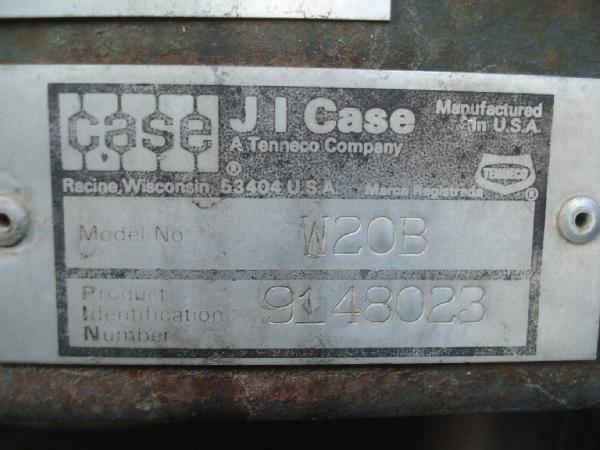 case
J I Case
Manufactured
in U.S.A.
A Tenneco Company
®
Racine, Wisconsin 53404 U.S.A.
Marca Registrada
TENNECO
®
Model No
W20B
Product
Identification
Number
9148023